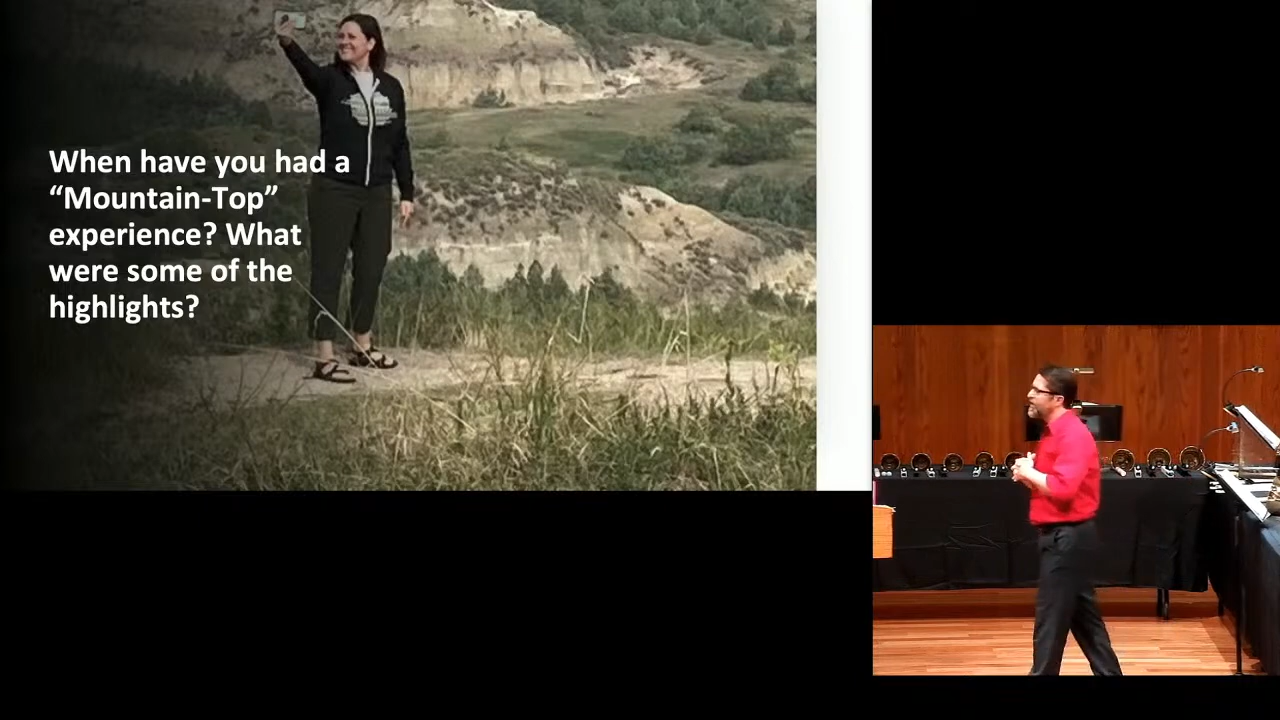 When have you had a
“Mountain-Top”
experience? What
were some of the
highlights?